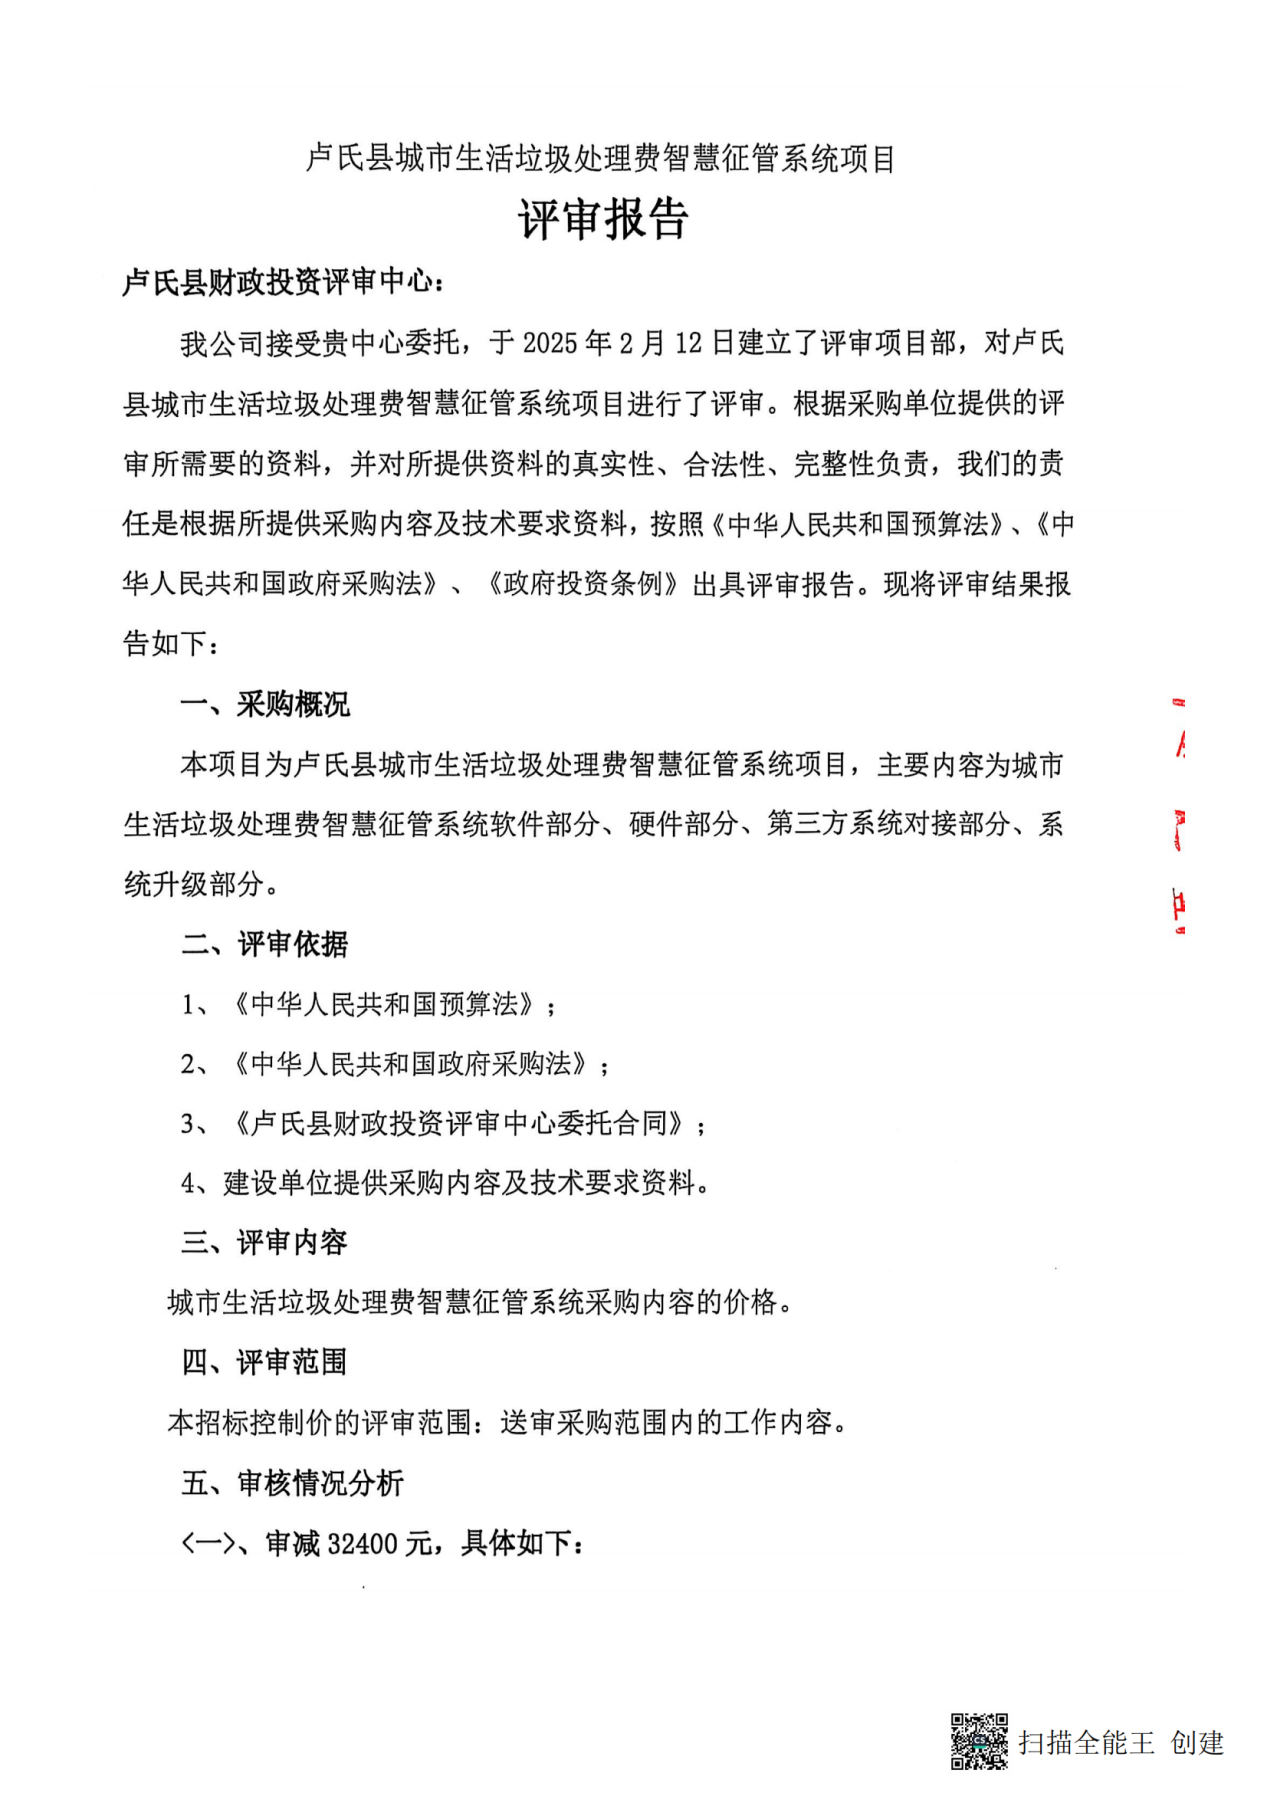 卢氏县城市生活垃圾处理费智慧征管系统项目
评审报告
卢氏县财政投资评审中心：
我公司接受贵中心委托，于 2025 年 2 月 12 日建立了评审项目部，对卢氏
县城市生活垃圾处理费智慧征管系统项目进行了评审。根据采购单位提供的评
审所需要的资料，并对所提供资料的真实性、合法性、完整性负责，我们的责
任是根据所提供采购内容及技术要求资料，按照《中华人民共和国预算法》、《中
华人民共和国政府采购法》、《政府投资条例》出具评审报告。现将评审结果报
告如下：
一、采购概况
本项目为卢氏县城市生活垃圾处理费智慧征管系统项目，主要内容为城市
生活垃圾处理费智慧征管系统软件部分、硬件部分、第三方系统对接部分、系
统升级部分。
二、评审依据
1、《中华人民共和国预算法》；
2、《中华人民共和国政府采购法》；
3、《卢氏县财政投资评审中心委托合同》；
4、建设单位提供采购内容及技术要求资料。
三、评审内容
城市生活垃圾处理费智慧征管系统采购内容的价格。
四、评审范围
本招标控制价的评审范围：送审采购范围内的工作内容。
五、审核情况分析
〈一〉、审减 32400 元，具体如下：
扫描全能王 创建